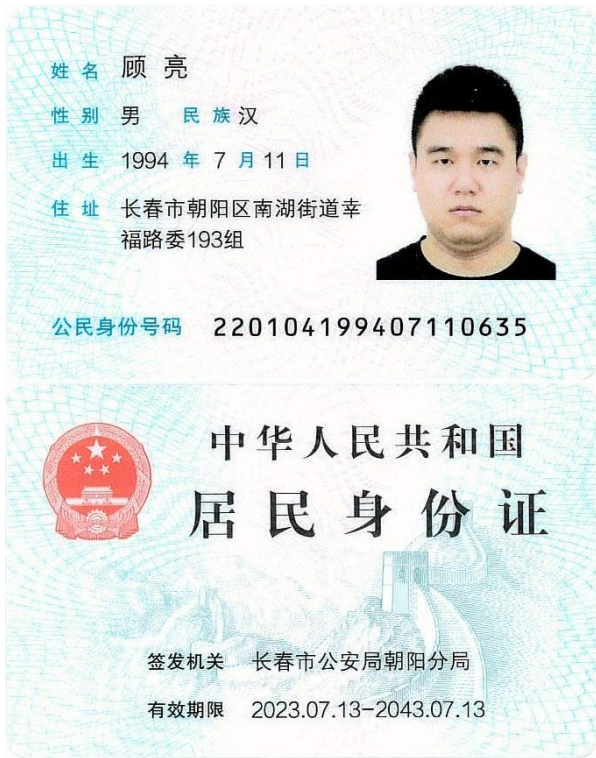 姓名 顾亮
性别 男 民族 汉
出生 1994 年 7 月 11 日
住址 长春市朝阳区南湖街道幸
福路委193组
公民身份号码 220104199407110635
中华人民共和国
居民身份证
签发机关 长春市公安局朝阳分局
有效期限 2023.07.13-2043.07.13